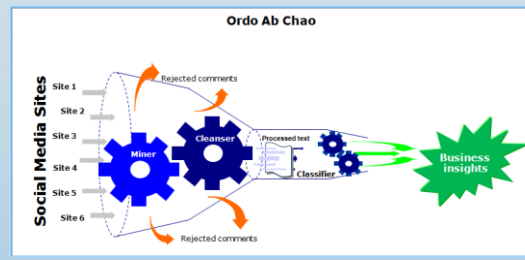 Ordo Ab Chao
Social Media Sites
Site 1
Site 2
Site 3
Site 4
Site 5
Site 6
Rejected comments
Miner
Cleanser
Processed text
Classifier
Rejected comments
Business
insights